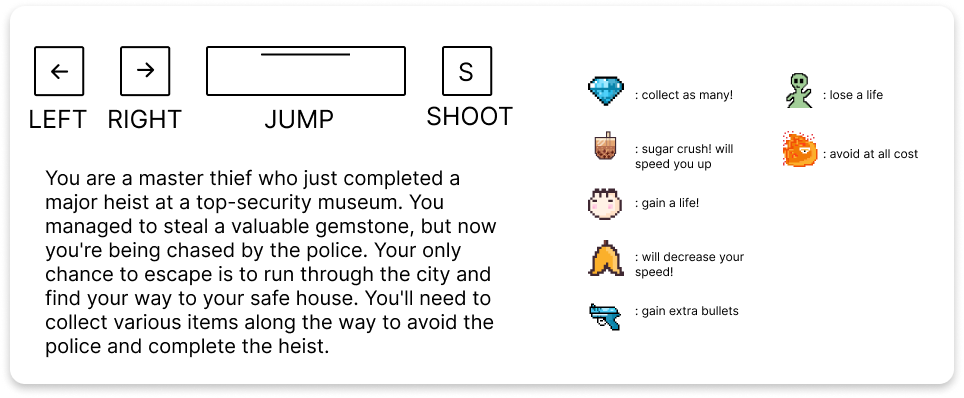 ← → S
LEFT RIGHT JUMP SHOOT
You are a master thief who just completed a
major heist at a top-security museum. You
managed to steal a valuable gemstone, but now
you're being chased by the police. Your only
chance to escape is to run through the city and
find your way to your safe house. You'll need to
collect various items along the way to avoid the
police and complete the heist.
: collect as many!
: sugar crush! will
speed you up
: gain a life!
: will decrease your
speed!
: gain extra bullets
: lose a life
: avoid at all cost